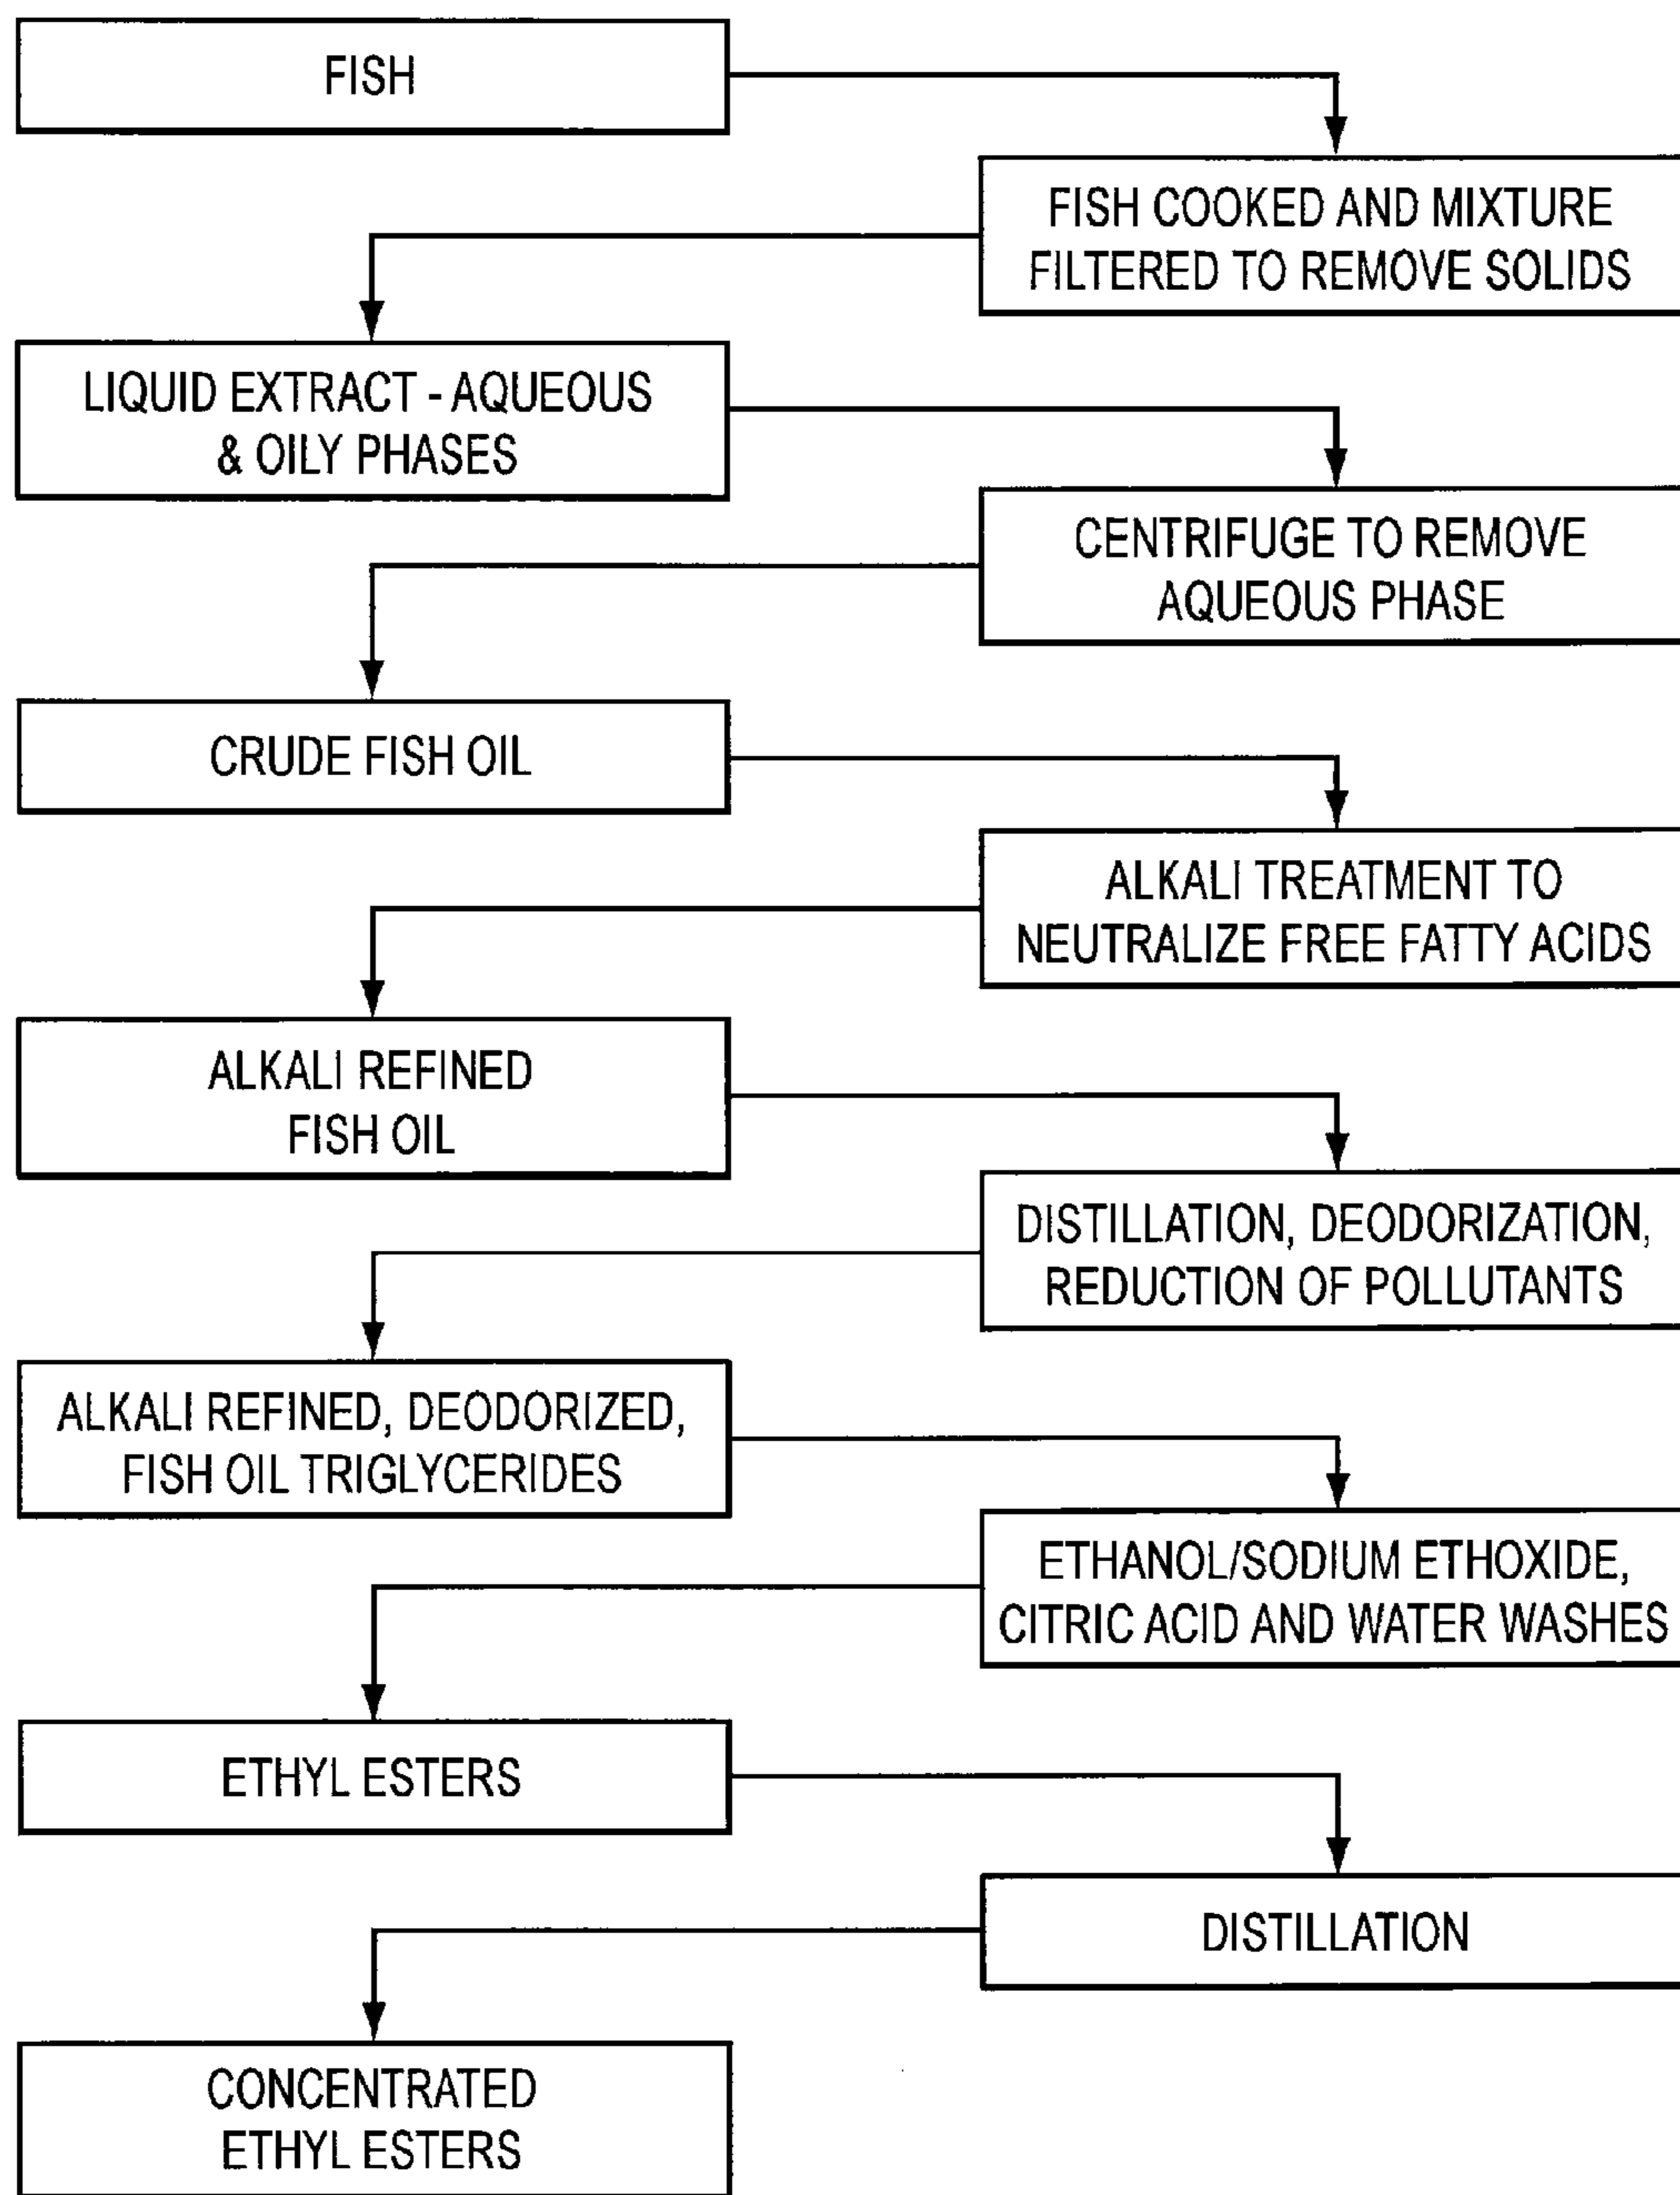 FISH
FISH COOKED AND MIXTURE
FILTERED TO REMOVE SOLIDS
LIQUID EXTRACT - AQUEOUS
& OILY PHASES
CENTRIFUGE TO REMOVE
AQUEOUS PHASE
CRUDE FISH OIL
ALKALI TREATMENT TO
NEUTRALIZE FREE FATTY ACIDS
ALKALI REFINED
FISH OIL
DISTILLATION, DEODORIZATION,
REDUCTION OF POLLUTANTS
ALKALI REFINED, DEODORIZED,
FISH OIL TRIGLYCERIDES
ETHANOL/SODIUM ETHOXIDE,
CITRIC ACID AND WATER WASHES
ETHYL ESTERS
DISTILLATION
CONCENTRATED
ETHYL ESTERS